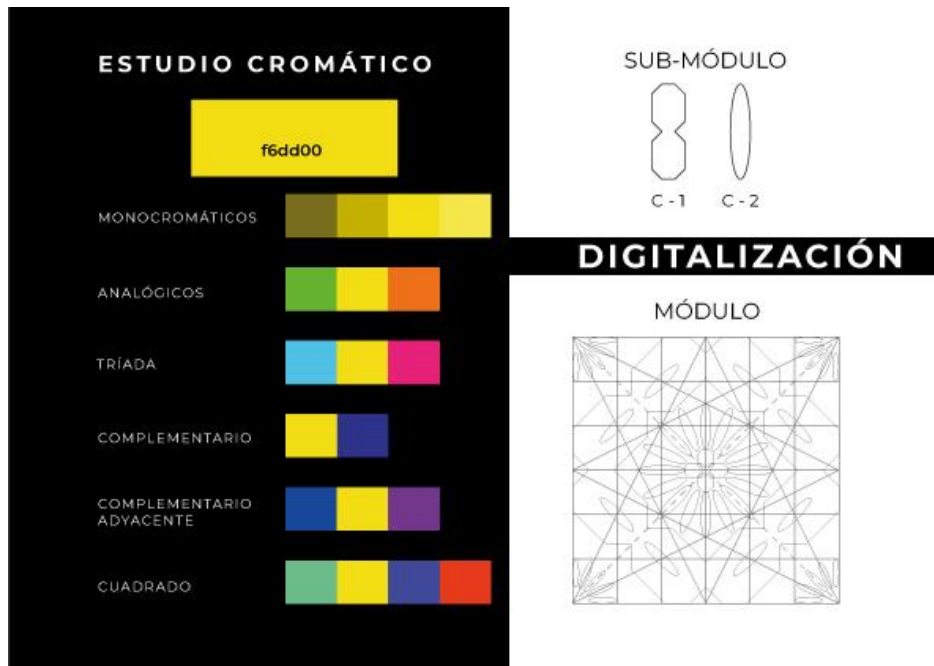 ESTUDIO CROMÁTICO
f6dd00
MONOCROMÁTICOS
ANALÓGICOS
TRÍADA
COMPLEMENTARIO
COMPLEMENTARIO
ADYACENTE
CUADRADO
SUB-MÓDULO
C-1 C-2
DIGITALIZACIÓN
MÓDULO